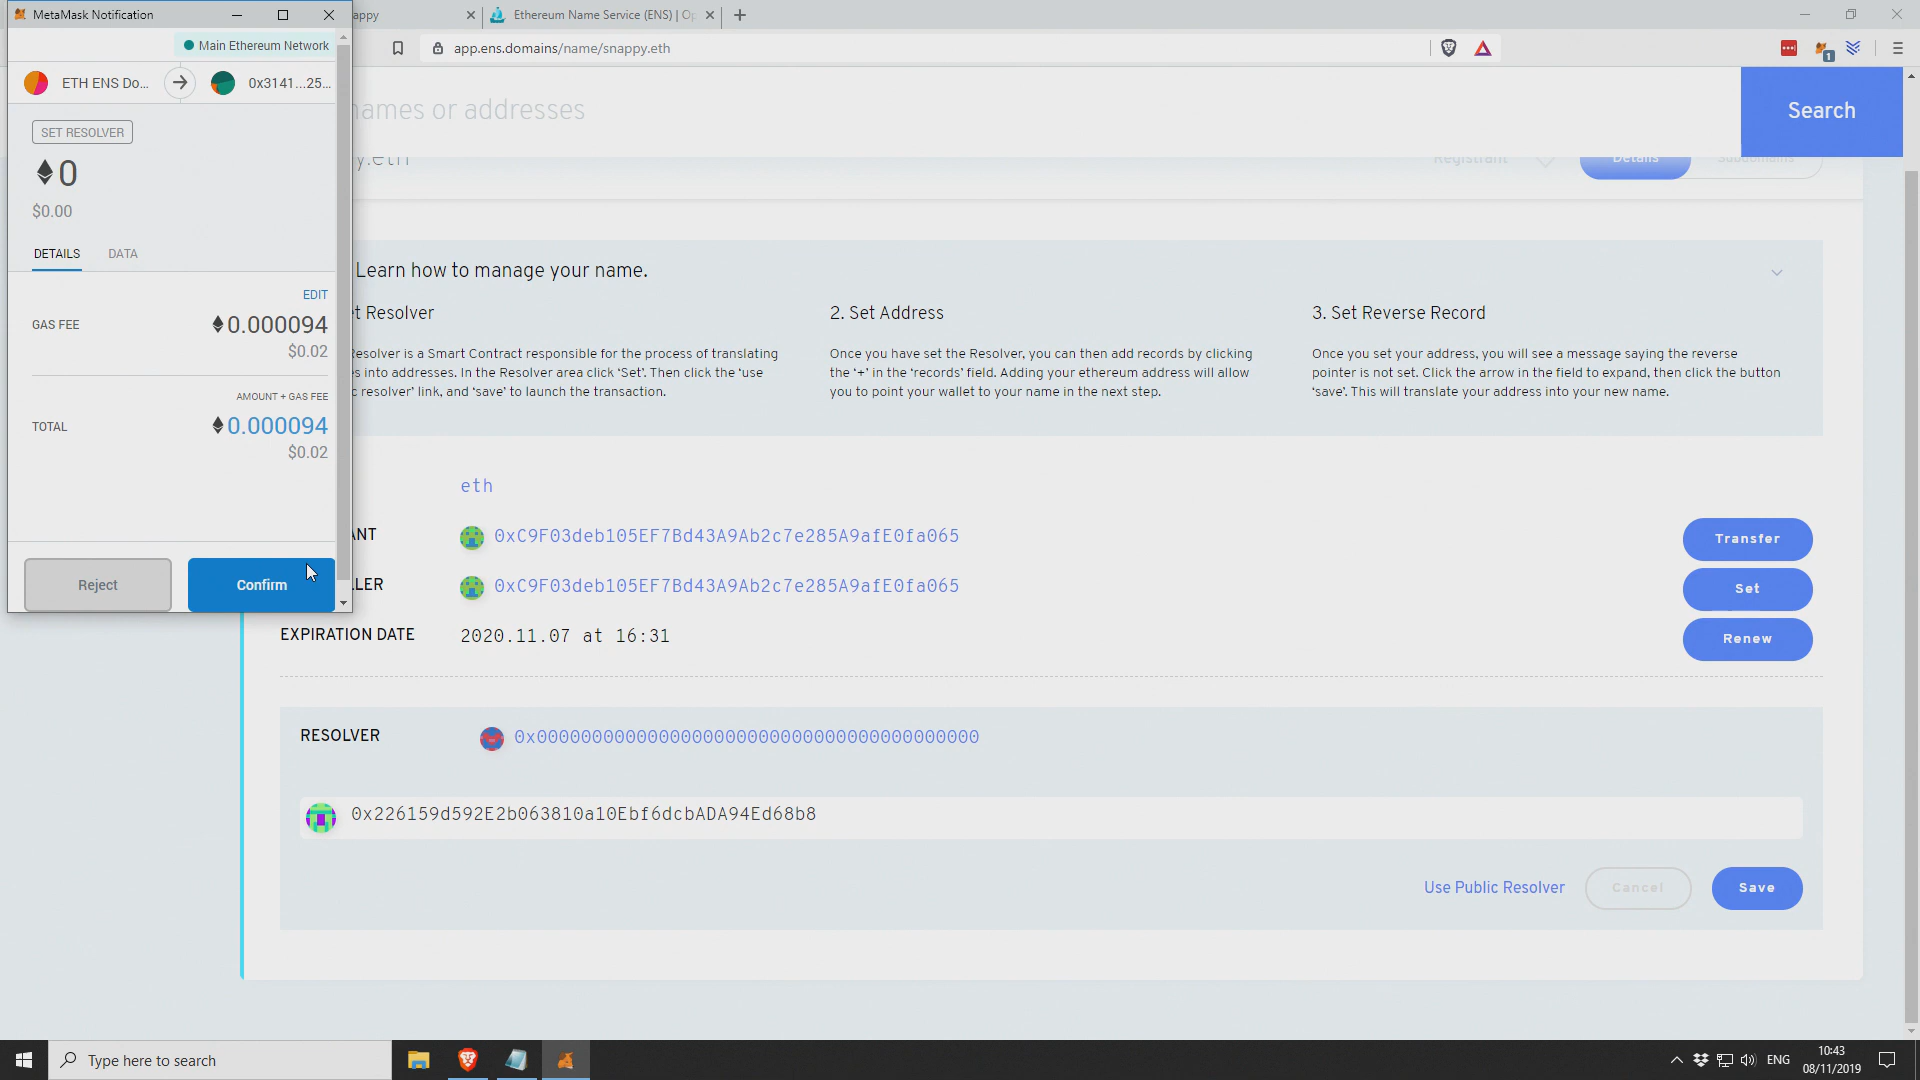 MetaMask Notification
appy
Ethereum Name Service (ENS) | Op
app.ens.domains/name/snappy.eth
1
Main Ethereum Network
ETH ENS Do...
0x3141...25...
names or addresses
Search
y.eth
Registrant
Details
Subdomains
SET RESOLVER
0
$0.00
DETAILS
DATA
EDIT
GAS FEE
0.000094
$0.02
AMOUNT + GAS FEE
TOTAL
0.000094
$0.02
Reject
Confirm
Learn how to manage your name.
t Resolver
esolver is a Smart Contract responsible for the process of translating
s into addresses. In the Resolver area click ‘Set’. Then click the ‘use
c resolver’ link, and ‘save’ to launch the transaction.
2. Set Address
Once you have set the Resolver, you can then add records by clicking
the ‘+’ in the ‘records’ field. Adding your ethereum address will allow
you to point your wallet to your name in the next step.
3. Set Reverse Record
Once you set your address, you will see a message saying the reverse
pointer is not set. Click the arrow in the field to expand, then click the button
‘save’. This will translate your address into your new name.
eth
ANT
0xC9F03deb105EF7Bd43A9Ab2c7e285A9afE0fa065
Transfer
LLER
0xC9F03deb105EF7Bd43A9Ab2c7e285A9afE0fa065
Set
EXPIRATION DATE
2020.11.07 at 16:31
Renew
RESOLVER
0x0000000000000000000000000000000000000000
0x226159d592E2b063810a10Ebf6dcbADA94Ed68b8
Use Public Resolver
Cancel
Save
Type here to search
ENG
10:43
08/11/2019